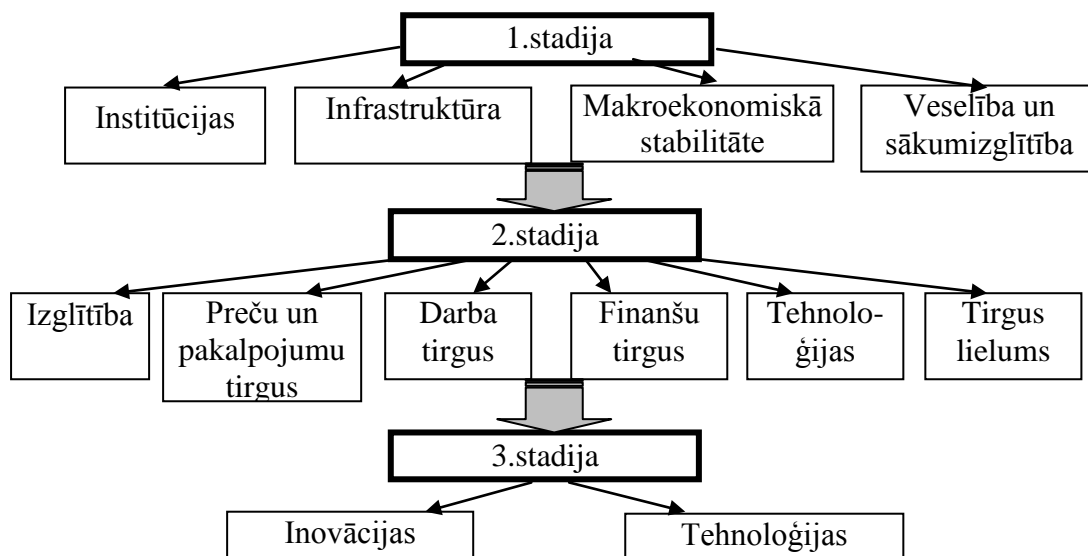 1.stadija
Institūcijas
Infrastruktūra
Makroekonomiskā
stabilitāte
Veselība un
sākumizglītība
2.stadija
Izglītība
Preču un
pakalpojumu
tirgus
Darba
tirgus
Finanšu
tirgus
Tehnolo-
ģijas
Tirgus
lielums
3.stadija
Inovācijas
Tehnoloģijas